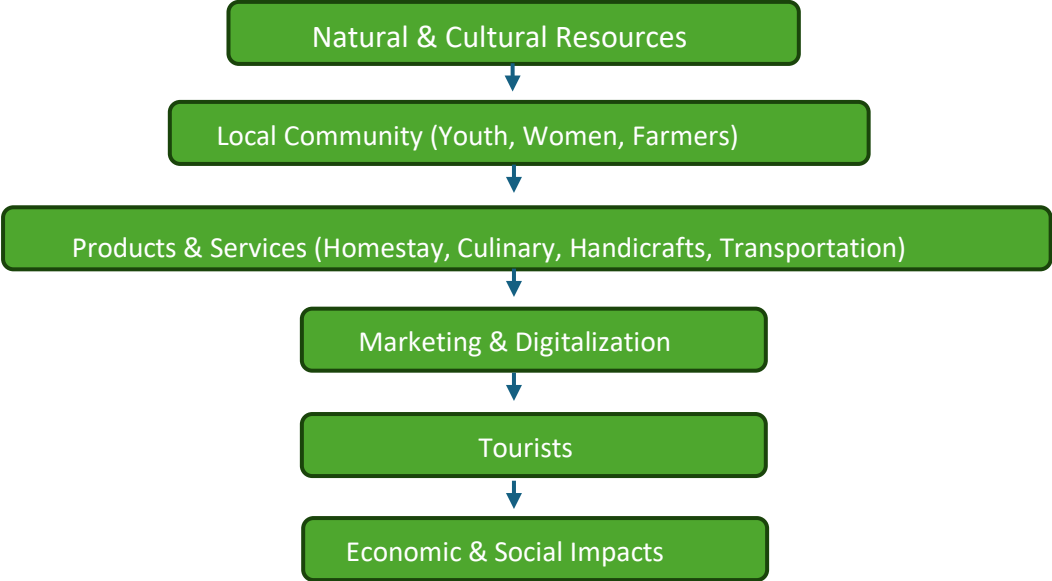 Natural & Cultural Resources
Local Community (Youth, Women, Farmers)
Products & Services (Homestay, Culinary, Handicrafts, Transportation)
Marketing & Digitalization
Tourists
Economic & Social Impacts